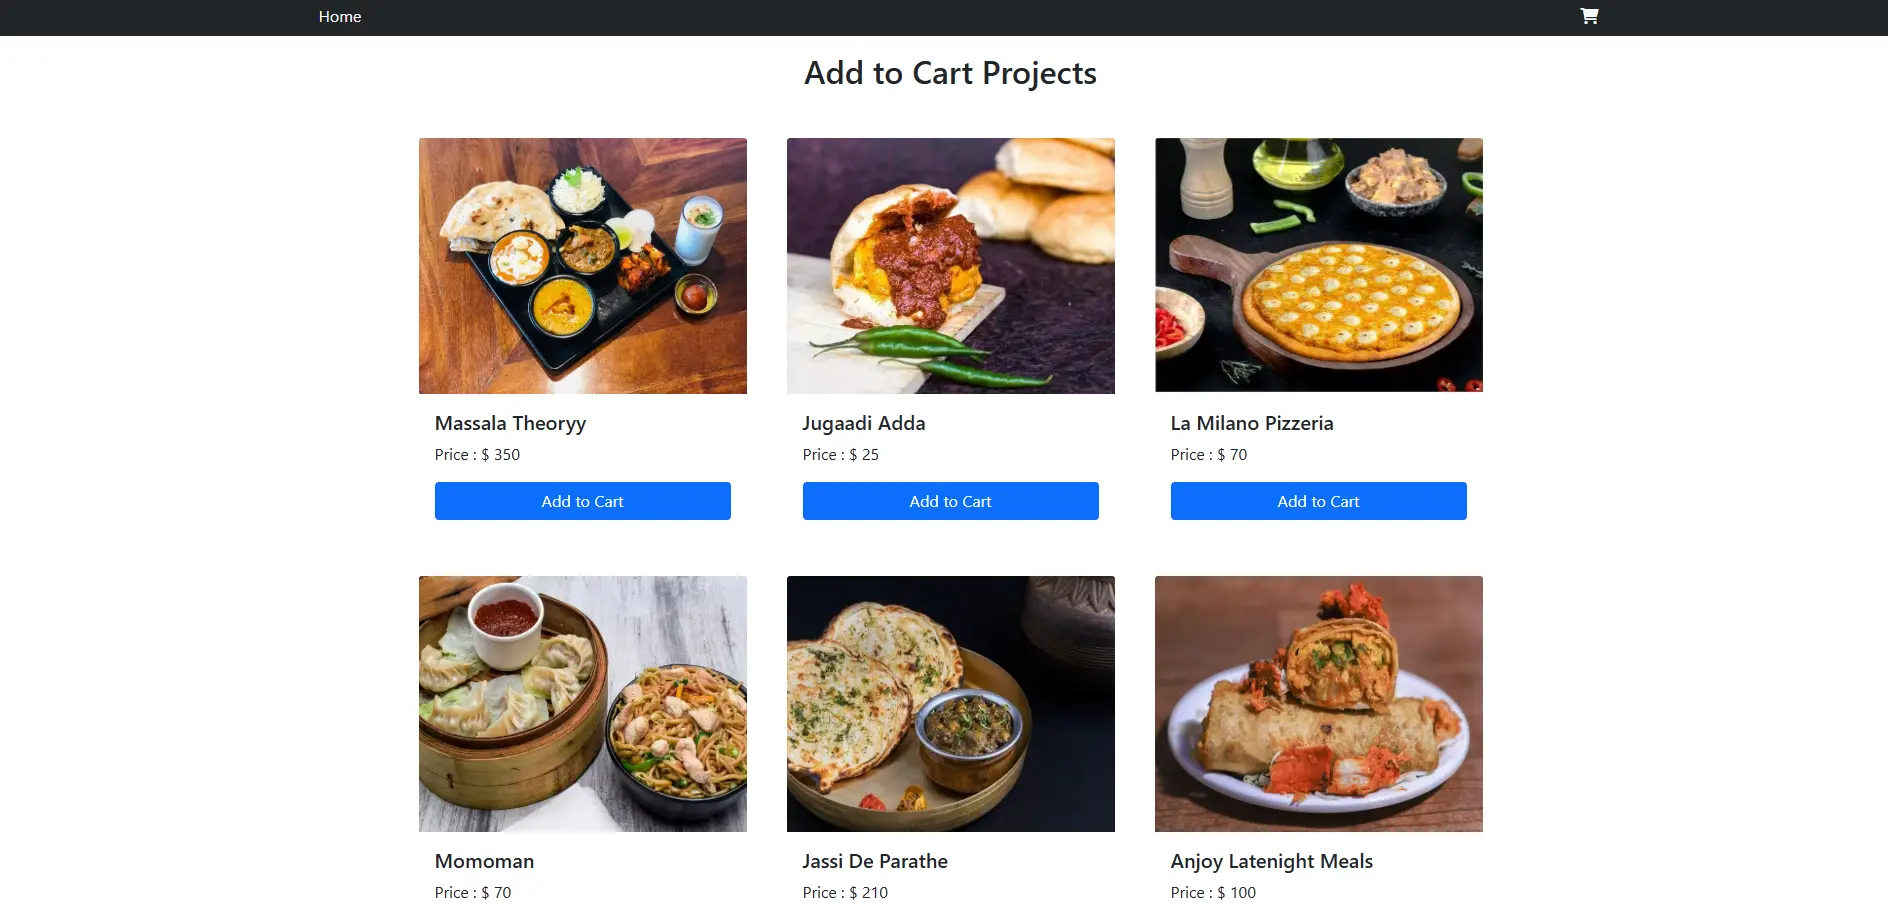 Home
Add to Cart Projects
Massala Theoryy
Price : $ 350
Add to Cart
Jugaadi Adda
Price : $ 25
Add to Cart
La Milano Pizzeria
Price : $ 70
Add to Cart
Momoman
Price : $ 70
Jassi De Parathe
Price : $ 210
Anjoy Latenight Meals
Price : $ 100